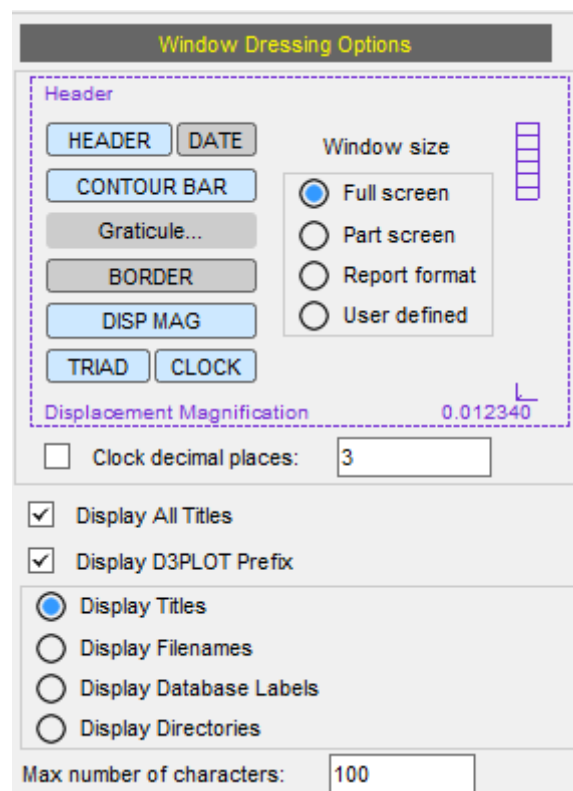 Window Dressing Options
Header
HEADER DATE
Window size
CONTOUR BAR
Full screen
Graticule...
Part screen
BORDER
Report format
DISP MAG
User defined
TRIAD CLOCK
Displacement Magnification 0.012340
Clock decimal places: 3
Display All Titles
Display D3PLOT Prefix
Display Titles
Display Filenames
Display Database Labels
Display Directories
Max number of characters: 100